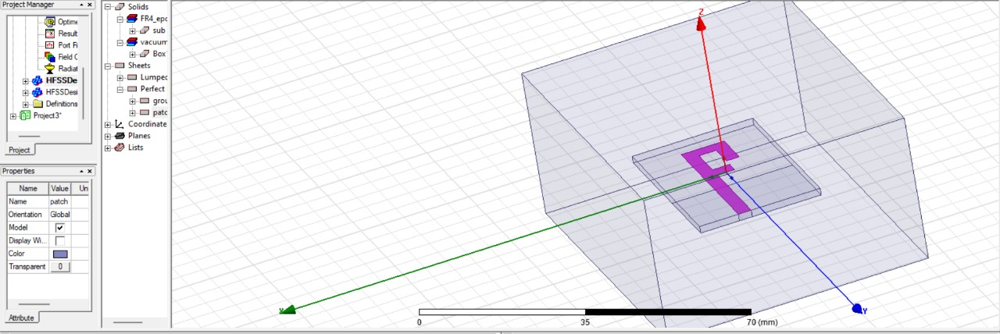 Project Manager
Optime
Result
Port Fi
Field C
Radiat
HFSSDe
HFSSDesi
Definitions
Project3*
Project
Properties
Name Value Un
Name patch
Orientation Global
Model
Display Wi...
Color
Transparent 0
Attribute
Solids
FR4_epo
sub
vacuum
Box
Sheets
Lumped
Perfect
grou
patc
Coordinate
Planes
Lists
Z
X
Y
0 35 70 (mm)